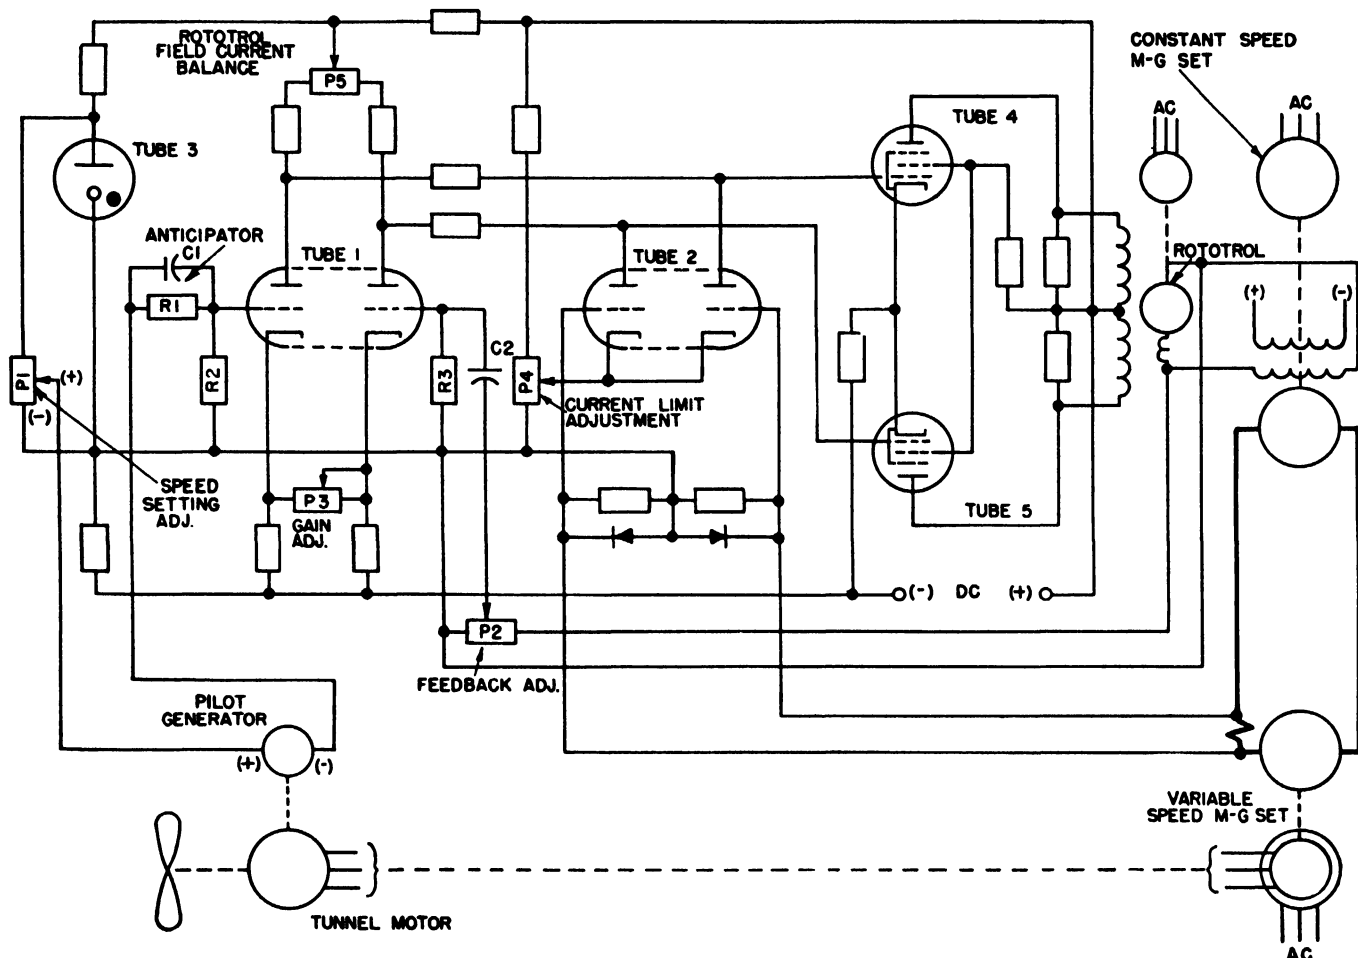 ROTOTROL
FIELD CURRENT
BALANCE
P5
CONSTANT SPEED
M-G SET
AC
AC
TUBE 3
TUBE 4
ANTICIPATOR
C1
TUBE 1
TUBE 2
ROTOTROL
R1
(+)
(-)
C2
P1
(+)
(-)
R2
R3
P4
CURRENT LIMIT
ADJUSTMENT
SPEED
SETTING
ADJ.
P3
GAIN
ADJ.
TUBE 5
(-) DC (+)
P2
FEEDBACK ADJ.
PILOT
GENERATOR
(+)
(-)
VARIABLE
SPEED M-G SET
TUNNEL MOTOR
AC